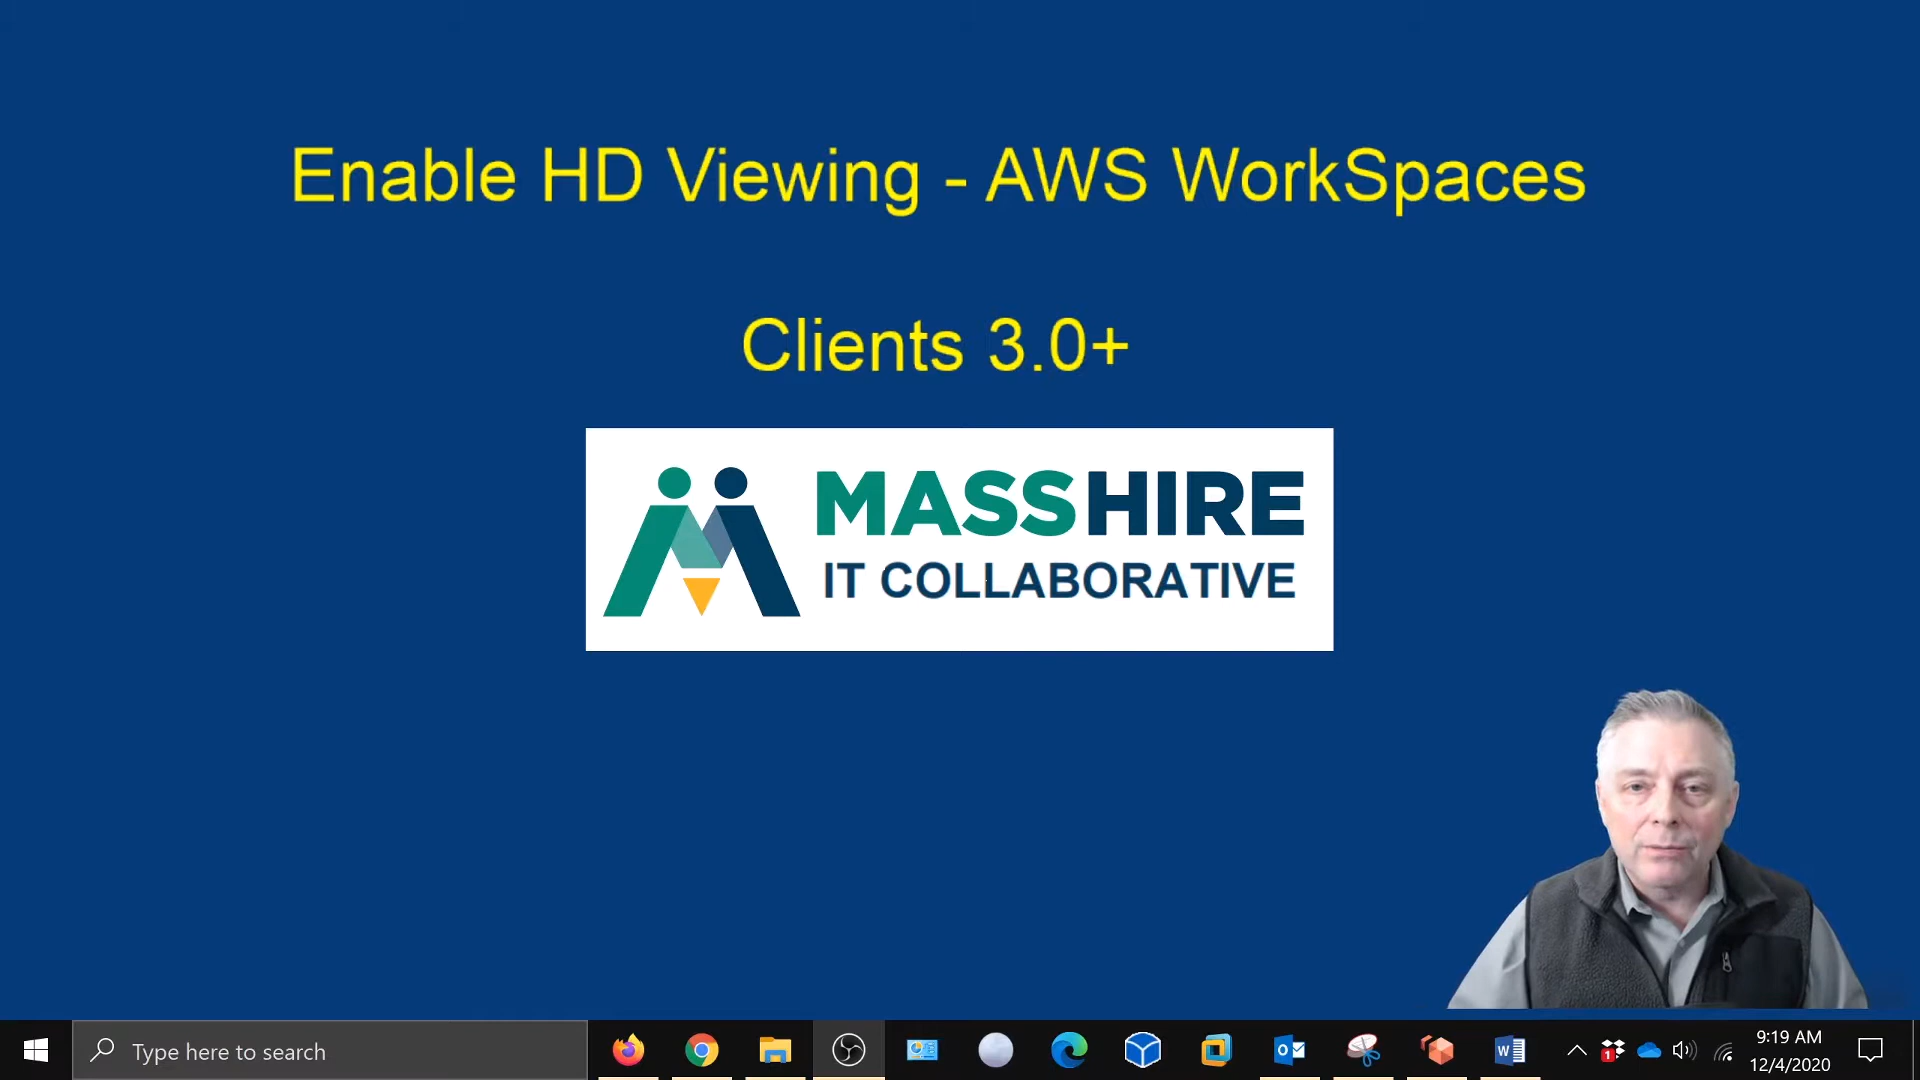 Enable HD Viewing - AWS WorkSpaces
Clients 3.0+
MASSHIRE
IT COLLABORATIVE
Type here to search
1
9:19 AM
12/4/2020